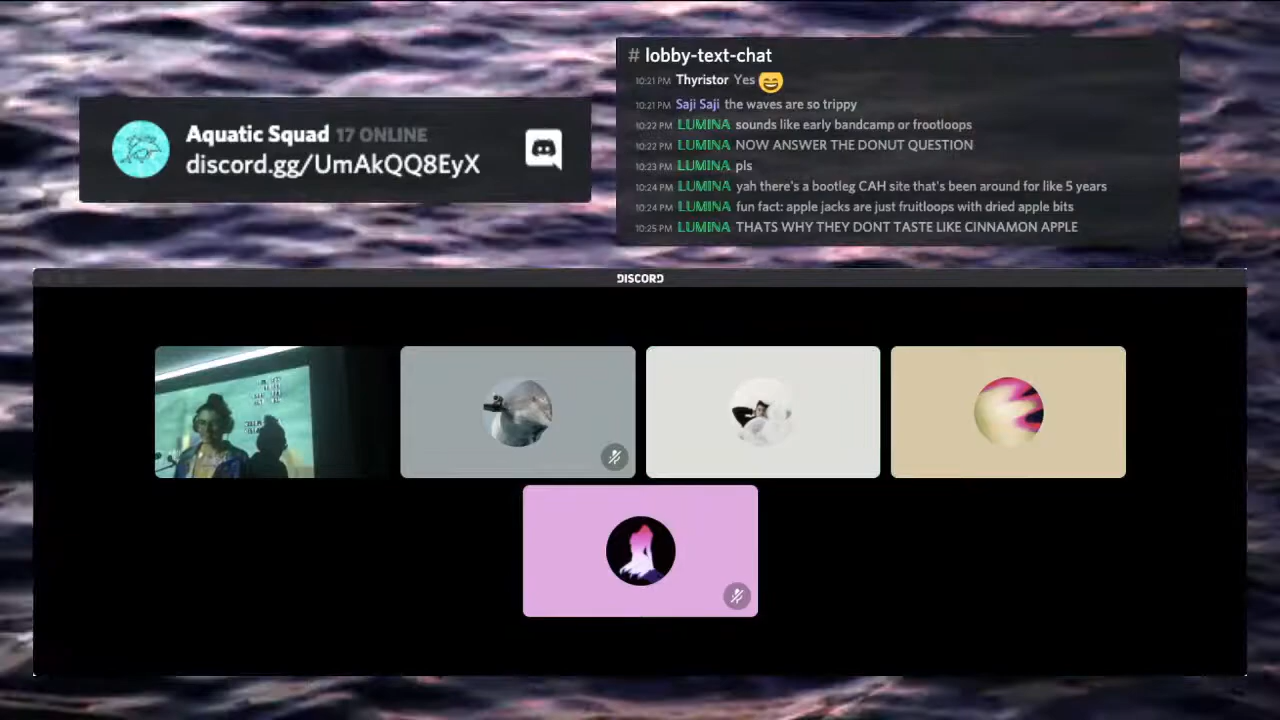 # lobby-text-chat
10:21 PM Thyristor Yes
10:21 PM Saji Saji the waves are so trippy
10:22 PM LUMINA sounds like early bandcamp or frootloops
10:22 PM LUMINA NOW ANSWER THE DONUT QUESTION
10:23 PM LUMINA pls
10:24 PM LUMINA yah there's a bootleg CAH site that's been around for like 5 years
10:24 PM LUMINA fun fact: apple jacks are just fruitloops with dried apple bits
10:25 PM LUMINA THATS WHY THEY DONT TASTE LIKE CINNAMON APPLE
Aquatic Squad 17 ONLINE
discord.gg/UmAkQQ8EyX
DISCORD